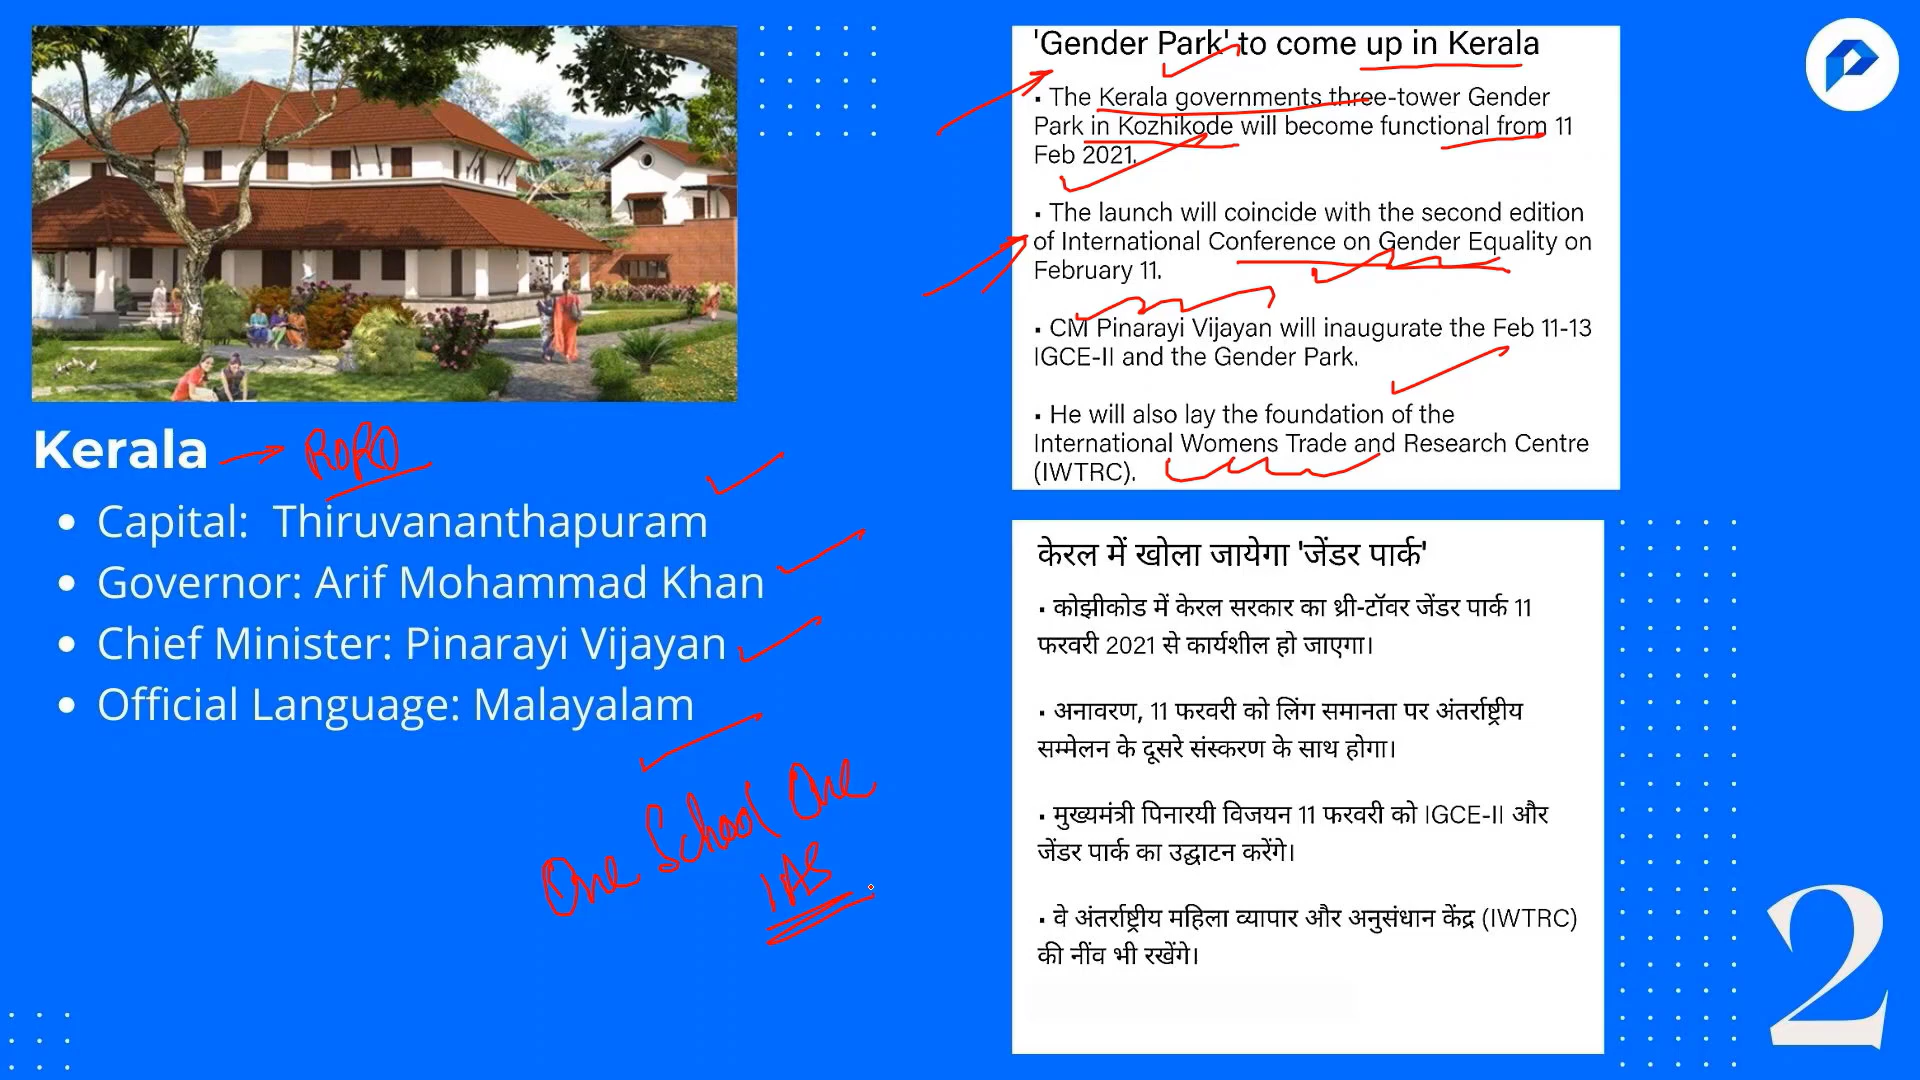 'Gender Park' to come up in Kerala
▪ The Kerala governments three-tower Gender
Park in Kozhikode will become functional from 11
Feb 2021.
▪ The launch will coincide with the second edition
of International Conference on Gender Equality on
February 11.
▪ CM Pinarayi Vijayan will inaugurate the Feb 11-13
IGCE-II and the Gender Park.
▪ He will also lay the foundation of the
International Womens Trade and Research Centre
(IWTRC).
Kerala → RORO
• Capital: Thiruvananthapuram
• Governor: Arif Mohammad Khan
• Chief Minister: Pinarayi Vijayan
• Official Language: Malayalam
One School One
IAS
केरल में खोला जायेगा 'जेंडर पार्क'
▪ कोझीकोड में केरल सरकार का थ्री-टॉवर जेंडर पार्क 11
फरवरी 2021 से कार्यशील हो जाएगा।
▪ अनावरण, 11 फरवरी को लिंग समानता पर अंतर्राष्ट्रीय
सम्मेलन के दूसरे संस्करण के साथ होगा।
▪ मुख्यमंत्री पिनारयी विजयन 11 फरवरी को IGCE-II और
जेंडर पार्क का उद्घाटन करेंगे।
▪ वे अंतर्राष्ट्रीय महिला व्यापार और अनुसंधान केंद्र (IWTRC)
की नींव भी रखेंगे।
2